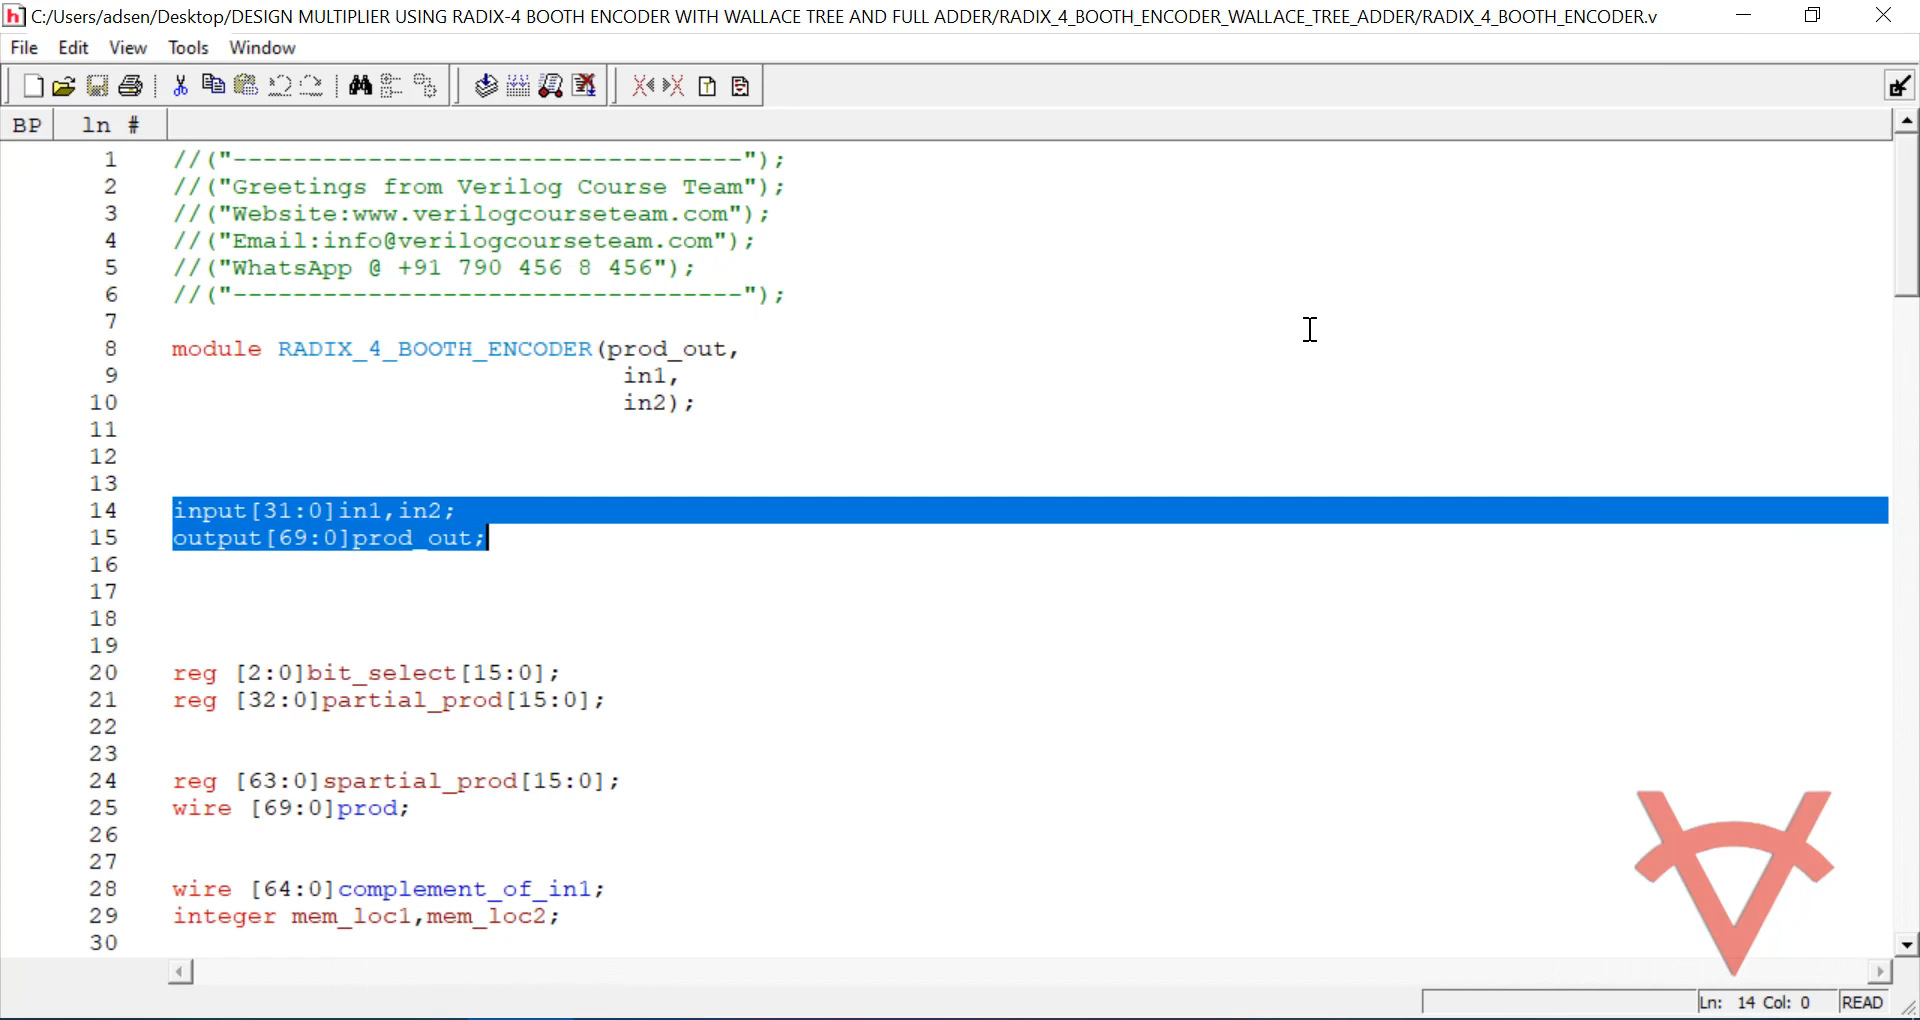 C:/Users/adsen/Desktop/DESIGN MULTIPLIER USING RADIX-4 BOOTH ENCODER WITH WALLACE TREE AND FULL ADDER/RADIX_4_BOOTH_ENCODER_WALLACE_TREE_ADDER/RADIX_4_BOOTH_ENCODER.v
File Edit View Tools Window
BP ln #
1 //("----------------------------------");
2 //("Greetings from Verilog Course Team");
3 //("Website:www.verilogcourseteam.com");
4 //("Email:info@verilogcourseteam.com");
5 //("WhatsApp @ +91 790 456 8 456");
6 //("----------------------------------");
7
8 module RADIX_4_BOOTH_ENCODER(prod_out,
9 in1,
10 in2);
11
12
13
14 input[31:0]in1,in2;
15 output[69:0]prod_out;
16
17
18
19
20 reg [2:0]bit_select[15:0];
21 reg [32:0]partial_prod[15:0];
22
23
24 reg [63:0]spartial_prod[15:0];
25 wire [69:0]prod;
26
27
28 wire [64:0]complement_of_in1;
29 integer mem_loc1,mem_loc2;
30
Ln: 14 Col: 0 READ